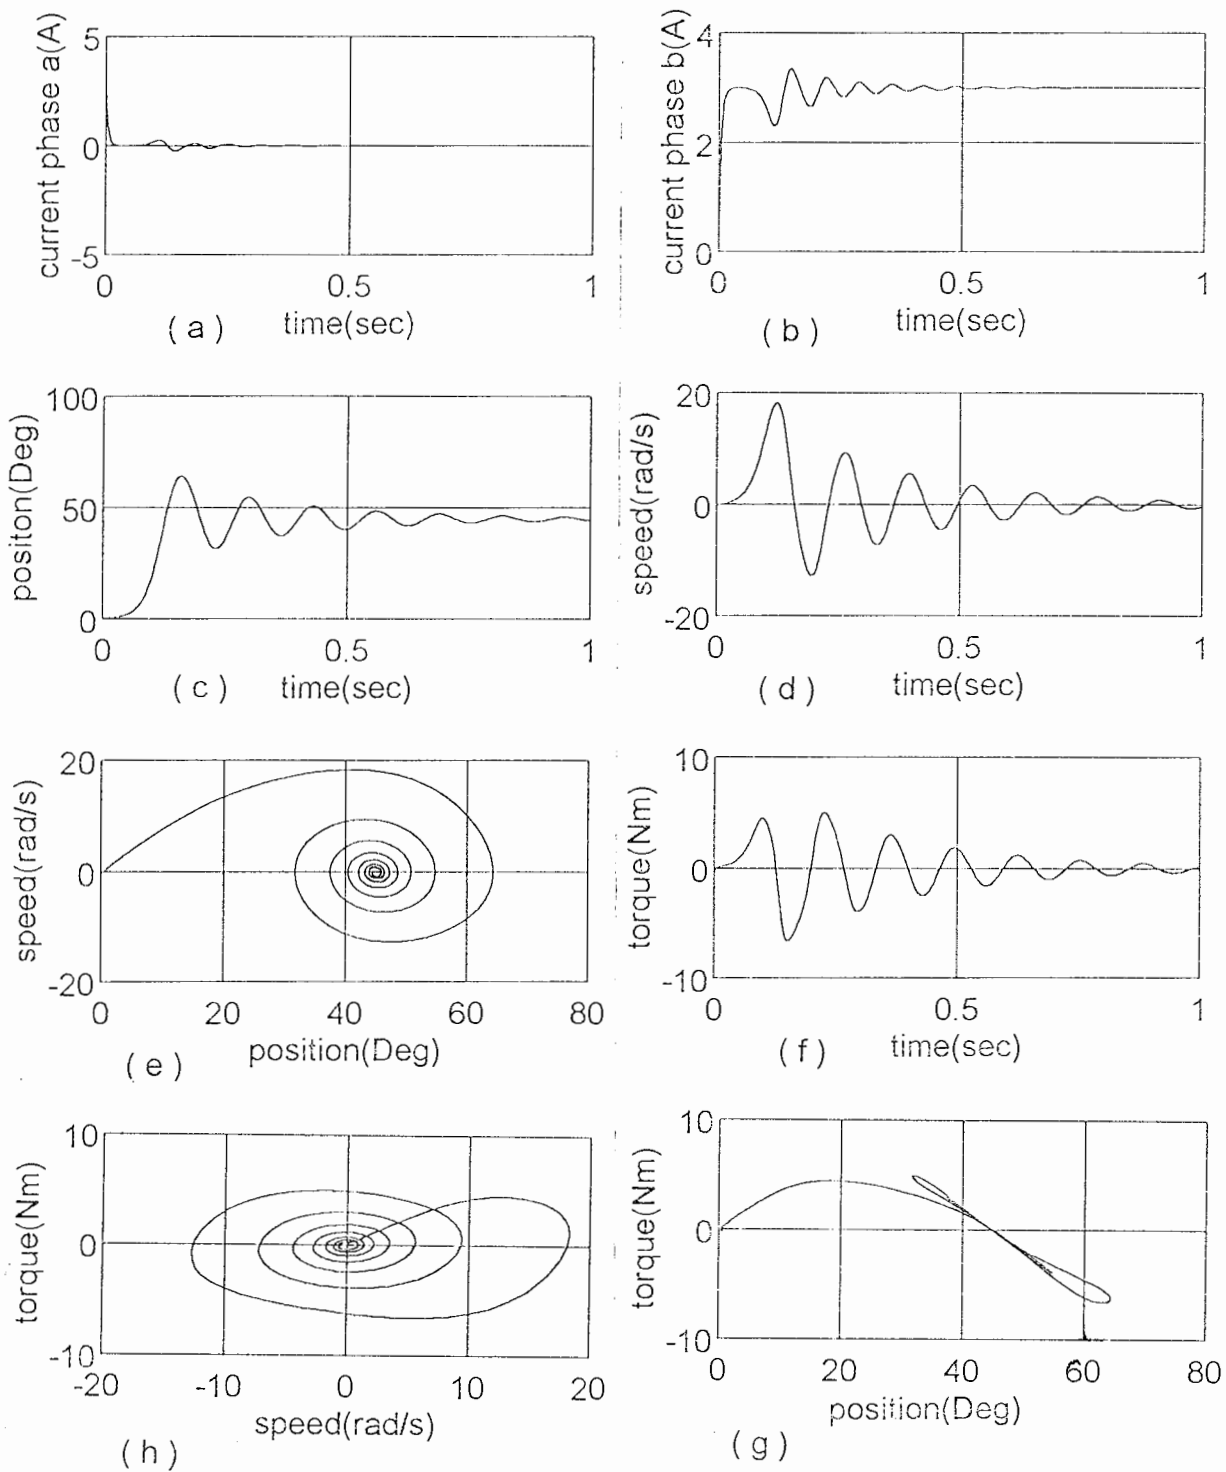 current phase a(A)
5
0
-5
0 0.5 1
( a ) time(sec)
current phase b(A)
4
2
0
0 0.5 1
( b ) time(sec)
positon(Deg)
100
50
0
0 0.5 1
( c ) time(sec)
speed(rad/s)
20
0
-20
0 0.5 1
( d ) time(sec)
speed(rad/s)
20
0
-20
0 20 40 60 80
( e ) position(Deg)
torque(Nm)
10
0
-10
0 0.5 1
( f ) time(sec)
torque(Nm)
10
0
-10
-20 -10 0 10 20
speed(rad/s)
( h )
torque(Nm)
10
0
-10
0 20 40 60 80
position(Deg)
( g )